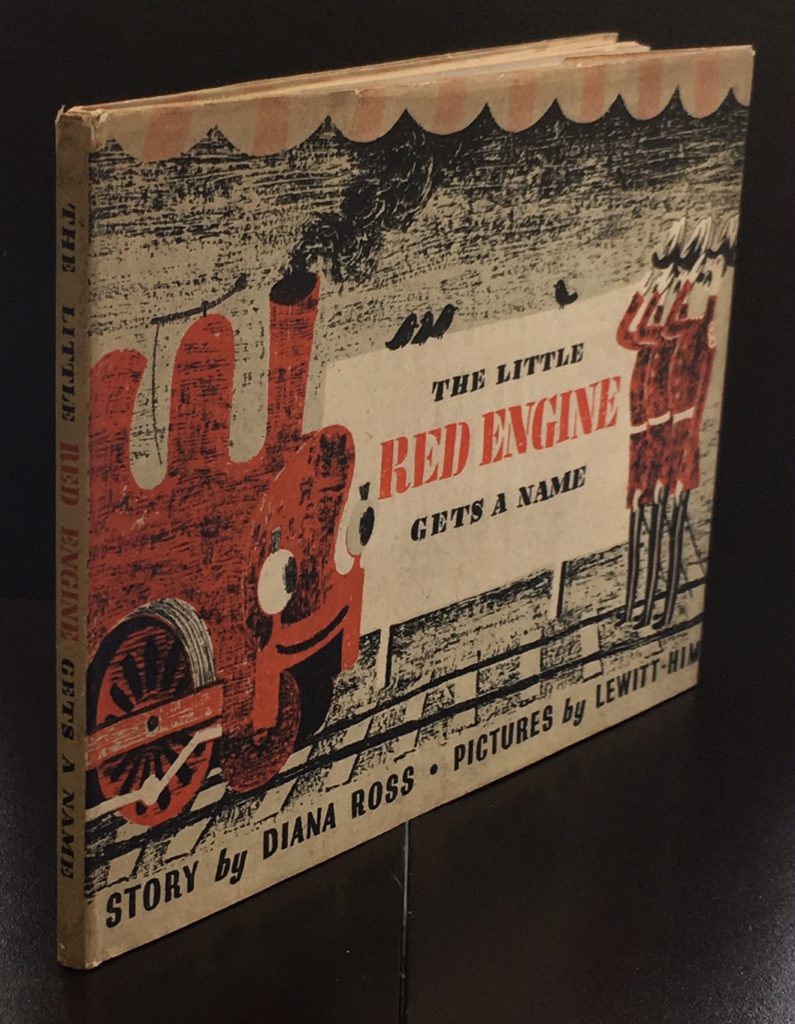 THE LITTLE RED ENGINE GETS A NAME
THE LITTLE
RED ENGINE
GETS A NAME
STORY by DIANA ROSS • PICTURES by LEWITT-HIM